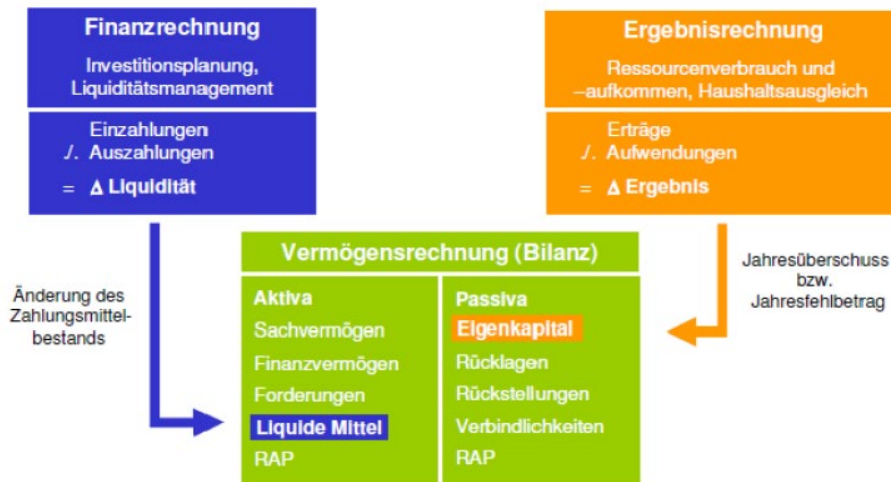 Finanzrechnung
Investitionsplanung,
Liquiditätsmanagement
Einzahlungen
./. Auszahlungen
= Δ Liquidität
Ergebnisrechnung
Ressourcenverbrauch und
–aufkommen, Haushaltsausgleich
Erträge
./. Aufwendungen
= Δ Ergebnis
Änderung des
Zahlungsmittel-
bestands
Vermögensrechnung (Bilanz)
Aktiva
Sachvermögen
Finanzvermögen
Forderungen
Liquide Mittel
RAP
Passiva
Eigenkapital
Rücklagen
Rückstellungen
Verbindlichkeiten
RAP
Jahresüberschuss
bzw.
Jahresfehlbetrag